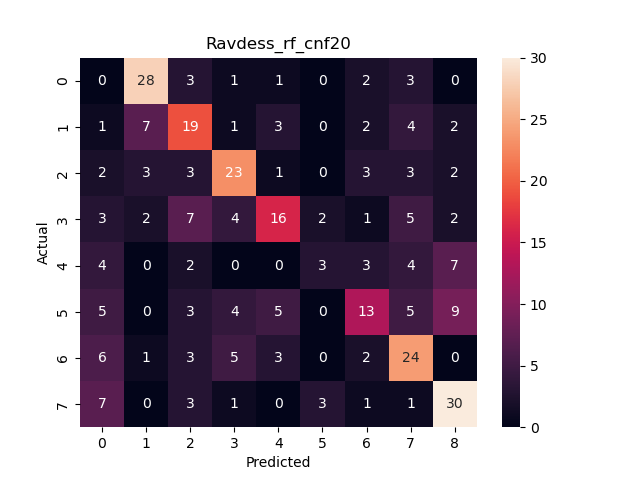 Ravdess_rf_cnf20
0 0 28 3 1 1 0 2 3 0
1 1 7 19 1 3 0 2 4 2
2 2 3 3 23 1 0 3 3 2
3 3 2 7 4 16 2 1 5 2
4 4 0 2 0 0 3 3 4 7
5 5 0 3 4 5 0 13 5 9
6 6 1 3 5 3 0 2 24 0
7 7 0 3 1 0 3 1 1 30
0 1 2 3 4 5 6 7 8
Predicted
Actual
30
25
20
15
10
5
0